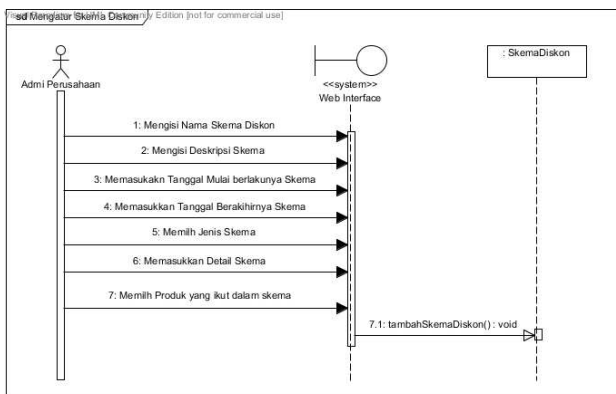 sd Mengatur Skema Diskon
Community Edition [not for commercial use]
Admi Perusahaan
<<system>>
Web Interface
: SkemaDiskon
1: Mengisi Nama Skema Diskon
2: Mengisi Deskripsi Skema
3: Memasukakn Tanggal Mulai berlakunya Skema
4: Memasukkan Tanggal Berakihirnya Skema
5: Memilh Jenis Skema
6: Memasukkan Detail Skema
7: Memilh Produk yang ikut dalam skema
7.1: tambahSkemaDiskon() : void